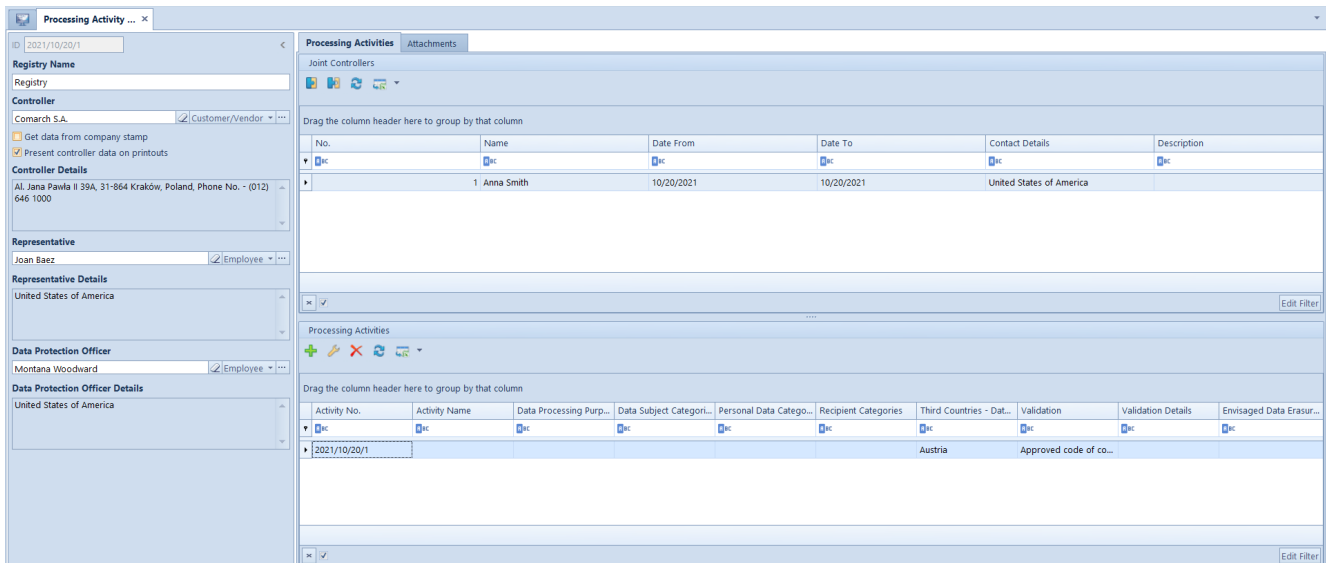 Processing Activity ...
ID 2021/10/20/1
Registry Name
Registry
Controller
Comarch S.A. Customer/Vendor
Get data from company stamp
Present controller data on printouts
Controller Details
Al. Jana Pawła II 39A, 31-864 Kraków, Poland, Phone No. - (012)
646 1000
Representative
Joan Baez Employee
Representative Details
United States of America
Data Protection Officer
Montana Woodward Employee
Data Protection Officer Details
United States of America
Processing Activities Attachments
Joint Controllers
Drag the column header here to group by that column
No. Name Date From Date To Contact Details Description
1 Anna Smith 10/20/2021 10/20/2021 United States of America
Edit Filter
Processing Activities
Drag the column header here to group by that column
Activity No. Activity Name Data Processing Purp... Data Subject Categori... Personal Data Catego... Recipient Categories Third Countries - Dat... Validation Validation Details Envisaged Data Erasur...
2021/10/20/1 Austria Approved code of co...
Edit Filter